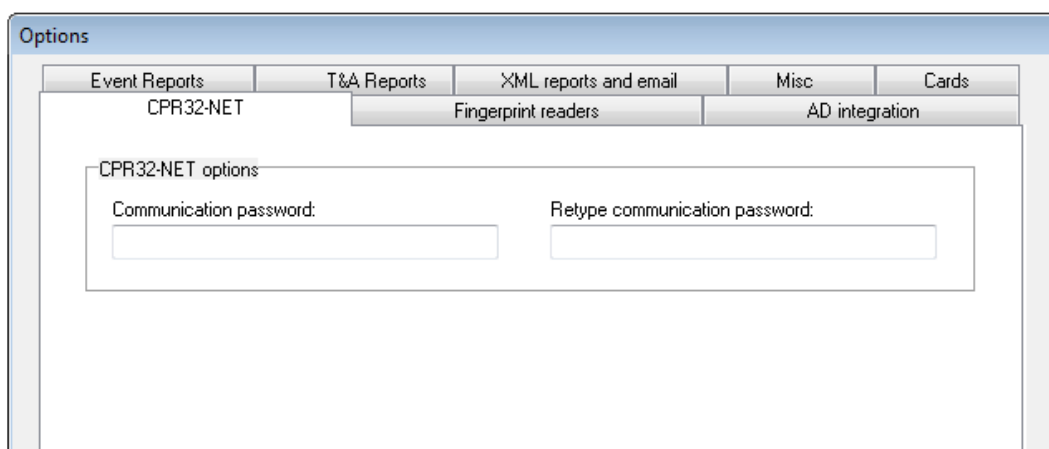 Options
Event Reports T&A Reports XML reports and email Misc Cards
CPR32-NET Fingerprint readers AD integration
CPR32-NET options
Communication password: Retype communication password: